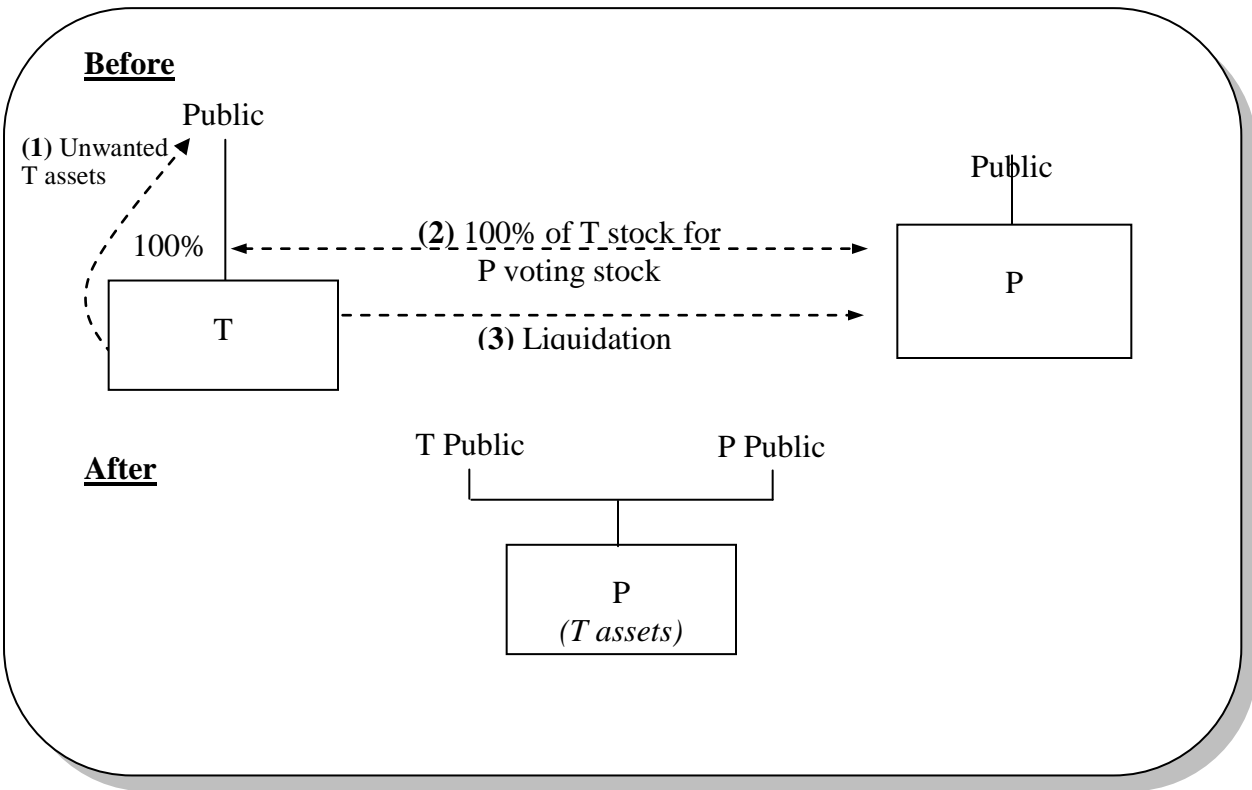 Before
Public
(1) Unwanted
T assets
Public
100%
(2) 100% of T stock for
P voting stock
P
T
(3) Liquidation
T Public
P Public
After
P
(T assets)